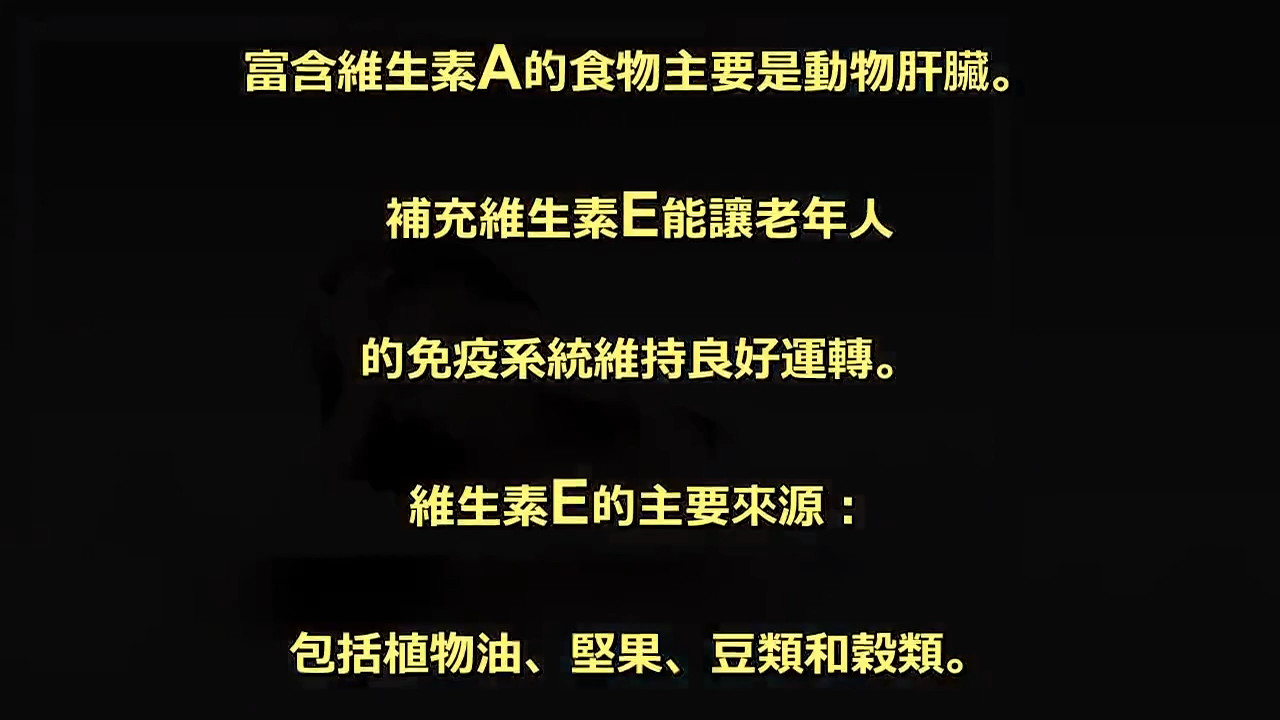 富含維生素A的食物主要是動物肝臟。
補充維生素E能讓老年人
的免疫系統維持良好運轉。
維生素E的主要來源：
包括植物油、堅果、豆類和穀類。